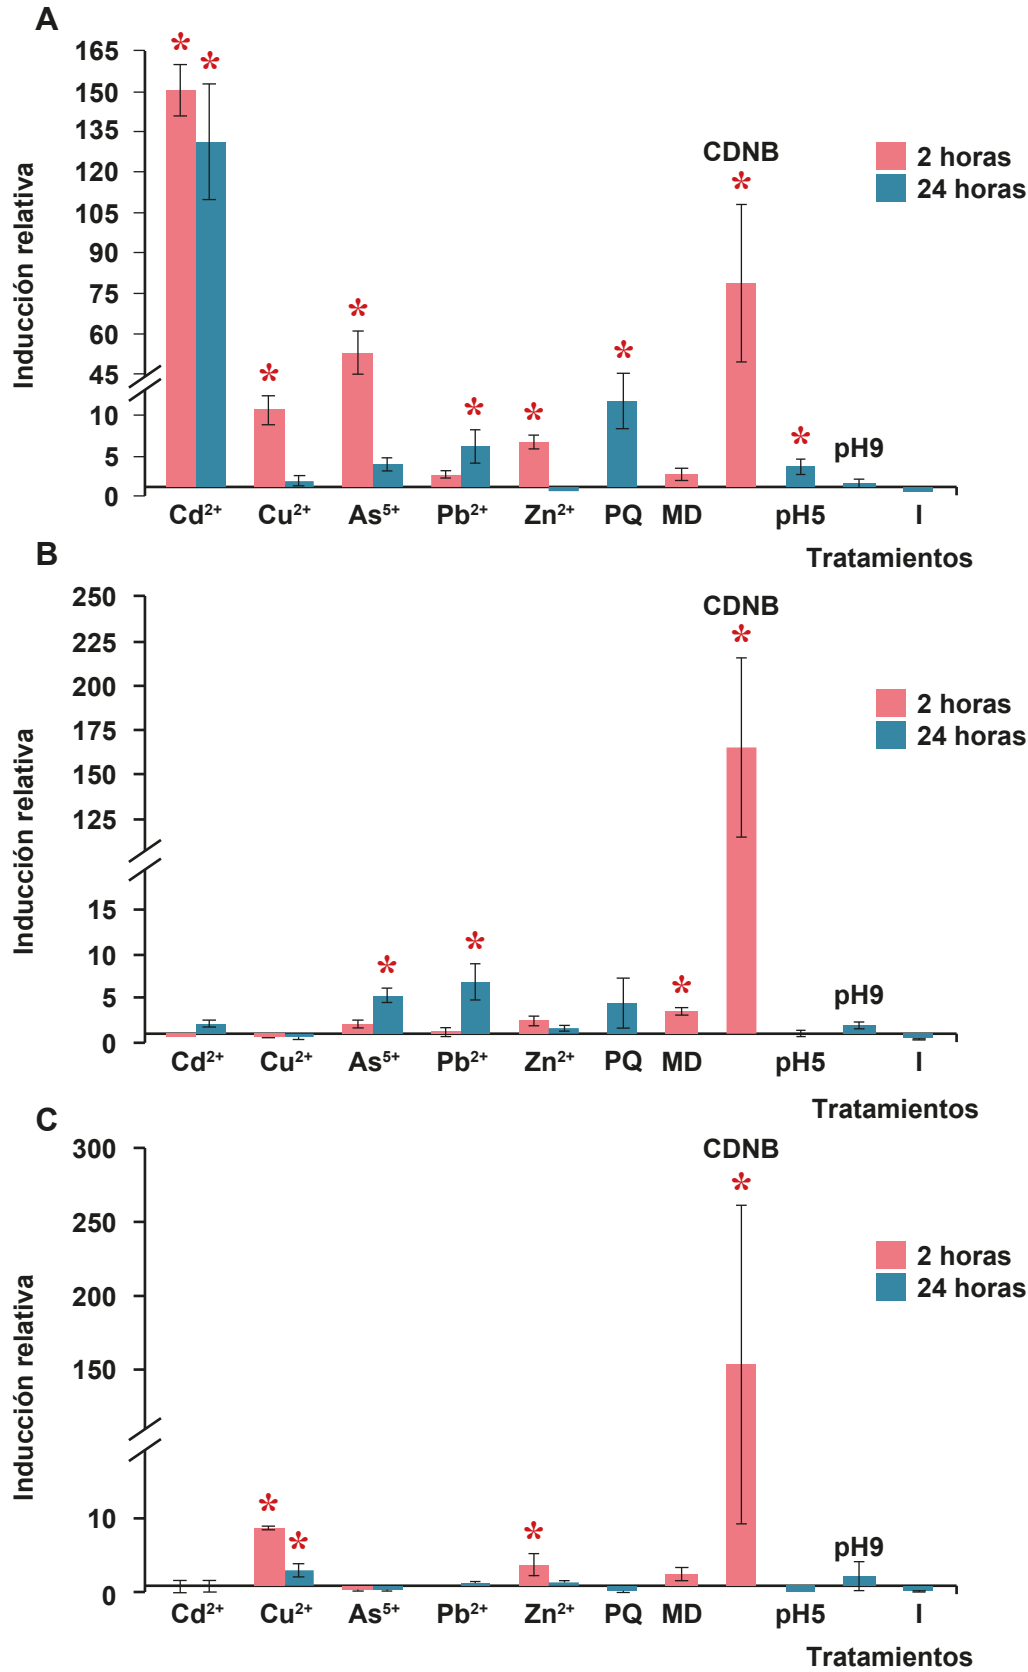 A
165
150
135
120
105
90
75
60
45
10
5
0
Inducción relativa
* * * * * * * * *
CDNB
pH9
2 horas
24 horas
Cd²⁺ Cu²⁺ As⁵⁺ Pb²⁺ Zn²⁺ PQ MD pH5 I
Tratamientos
B
250
225
200
175
150
125
15
10
5
0
Inducción relativa
* * * *
CDNB
pH9
2 horas
24 horas
Cd²⁺ Cu²⁺ As⁵⁺ Pb²⁺ Zn²⁺ PQ MD pH5 I
Tratamientos
C
300
250
200
150
10
0
Inducción relativa
* * * *
CDNB
pH9
2 horas
24 horas
Cd²⁺ Cu²⁺ As⁵⁺ Pb²⁺ Zn²⁺ PQ MD pH5 I
Tratamientos